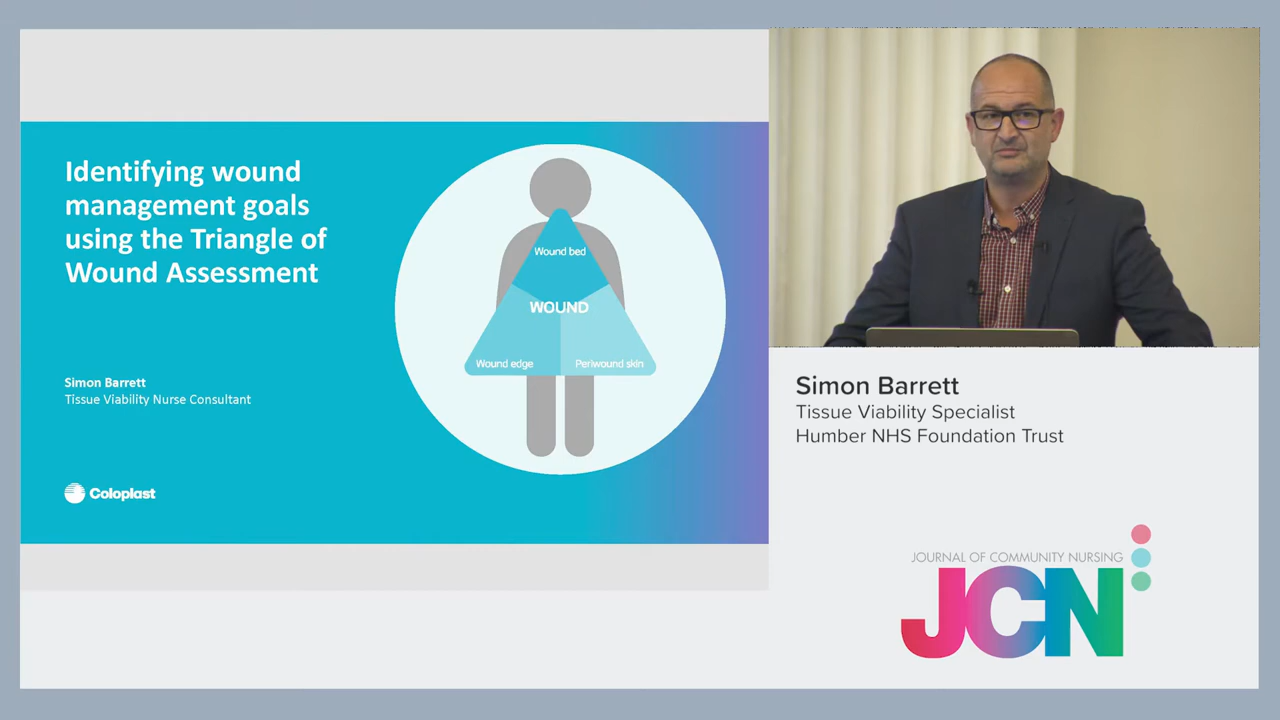 Identifying wound
management goals
using the Triangle of
Wound Assessment
Simon Barrett
Tissue Viability Nurse Consultant
Coloplast
Wound bed
WOUND
Wound edge
Periwound skin
Simon Barrett
Tissue Viability Specialist
Humber NHS Foundation Trust
JOURNAL OF COMMUNITY NURSING
JCN